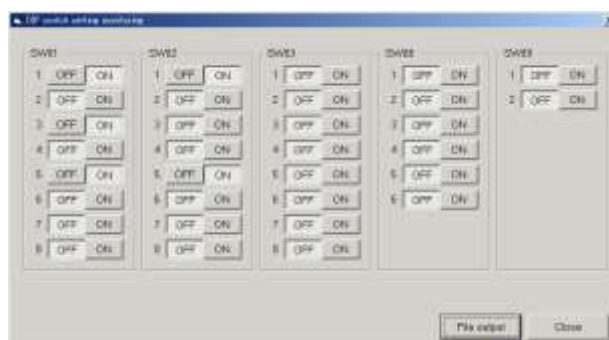 DIP switch setting monitoring
SW81 SW82 SW83 SW88 SW89
1 OFF ON 1 OFF ON 1 OFF ON 1 OFF ON 1 OFF ON
2 OFF ON 2 OFF ON 2 OFF ON 2 OFF ON 2 OFF ON
3 OFF ON 3 OFF ON 3 OFF ON 3 OFF ON
4 OFF ON 4 OFF ON 4 OFF ON 4 OFF ON
5 OFF ON 5 OFF ON 5 OFF ON 5 OFF ON
6 OFF ON 6 OFF ON 6 OFF ON 6 OFF ON
7 OFF ON 7 OFF ON 7 OFF ON
8 OFF ON 8 OFF ON 8 OFF ON
File output Close